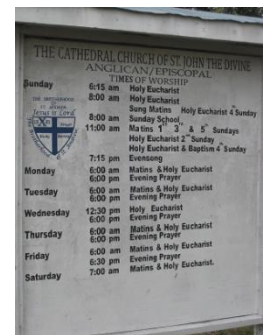 THE CATHEDRAL CHURCH OF ST. JOHN THE DIVINE
ANGLICAN/EPISCOPAL
TIMES OF WORSHIP
Sunday 6:15 am Holy Eucharist
8:00 am Holy Eucharist
Sung Matins Holy Eucharist 4th Sunday
8:00 am Sunday School
11:00 am Matins 1st 3rd & 5th Sundays
Holy Eucharist 2nd Sunday
Holy Eucharist & Baptism 4th Sunday
7:15 pm Evensong
Jesus is Lord
Monday 6:00 am Matins & Holy Eucharist
6:00 pm Evening Prayer
Tuesday 6:00 am Matins & Holy Eucharist
6:00 pm Evening Prayer
Wednesday 12:30 pm Holy Eucharist
6:00 pm Evening Prayer
Thursday 6:00 am Matins & Holy Eucharist
6:00 pm Evening Prayer
Friday 6:00 am Matins & Holy Eucharist
6:30 pm Evening Prayer
Saturday 7:00 am Matins & Holy Eucharist.